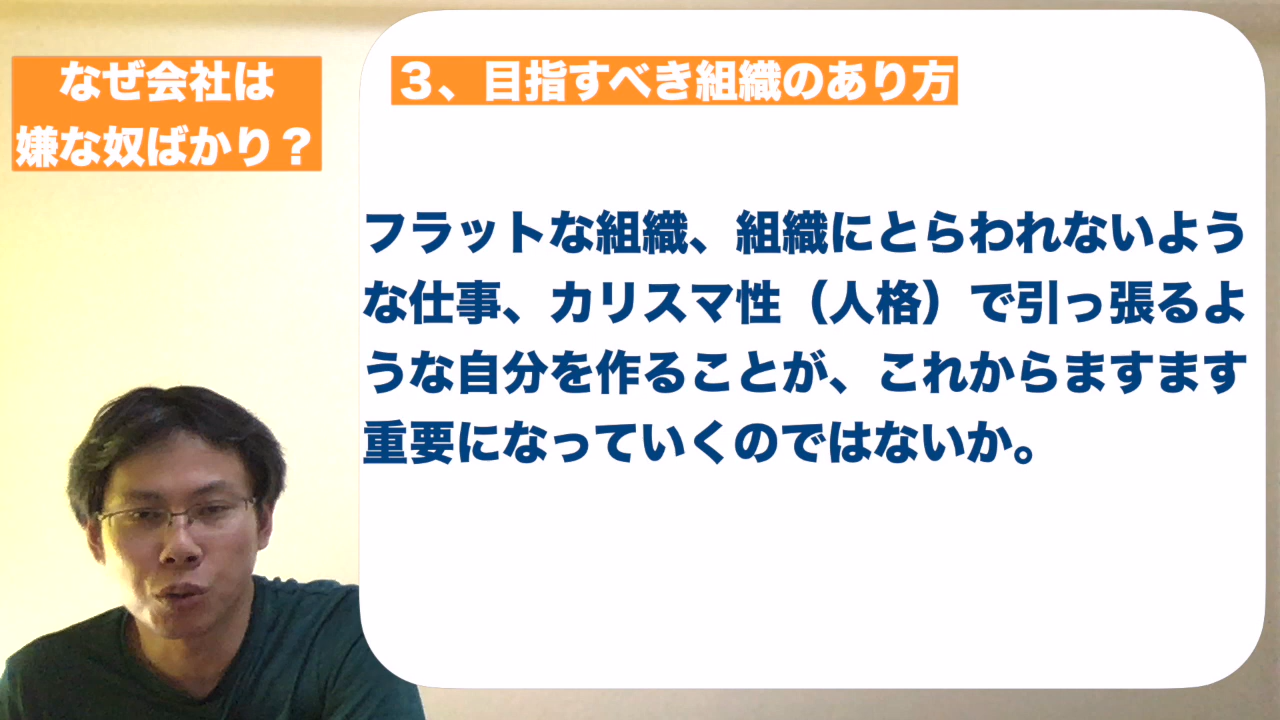 なぜ会社は
嫌な奴ばかり？
３、目指すべき組織のあり方
フラットな組織、組織にとらわれないよう
な仕事、カリスマ性（人格）で引っ張るよ
うな自分を作ることが、これからますます
重要になっていくのではないか。